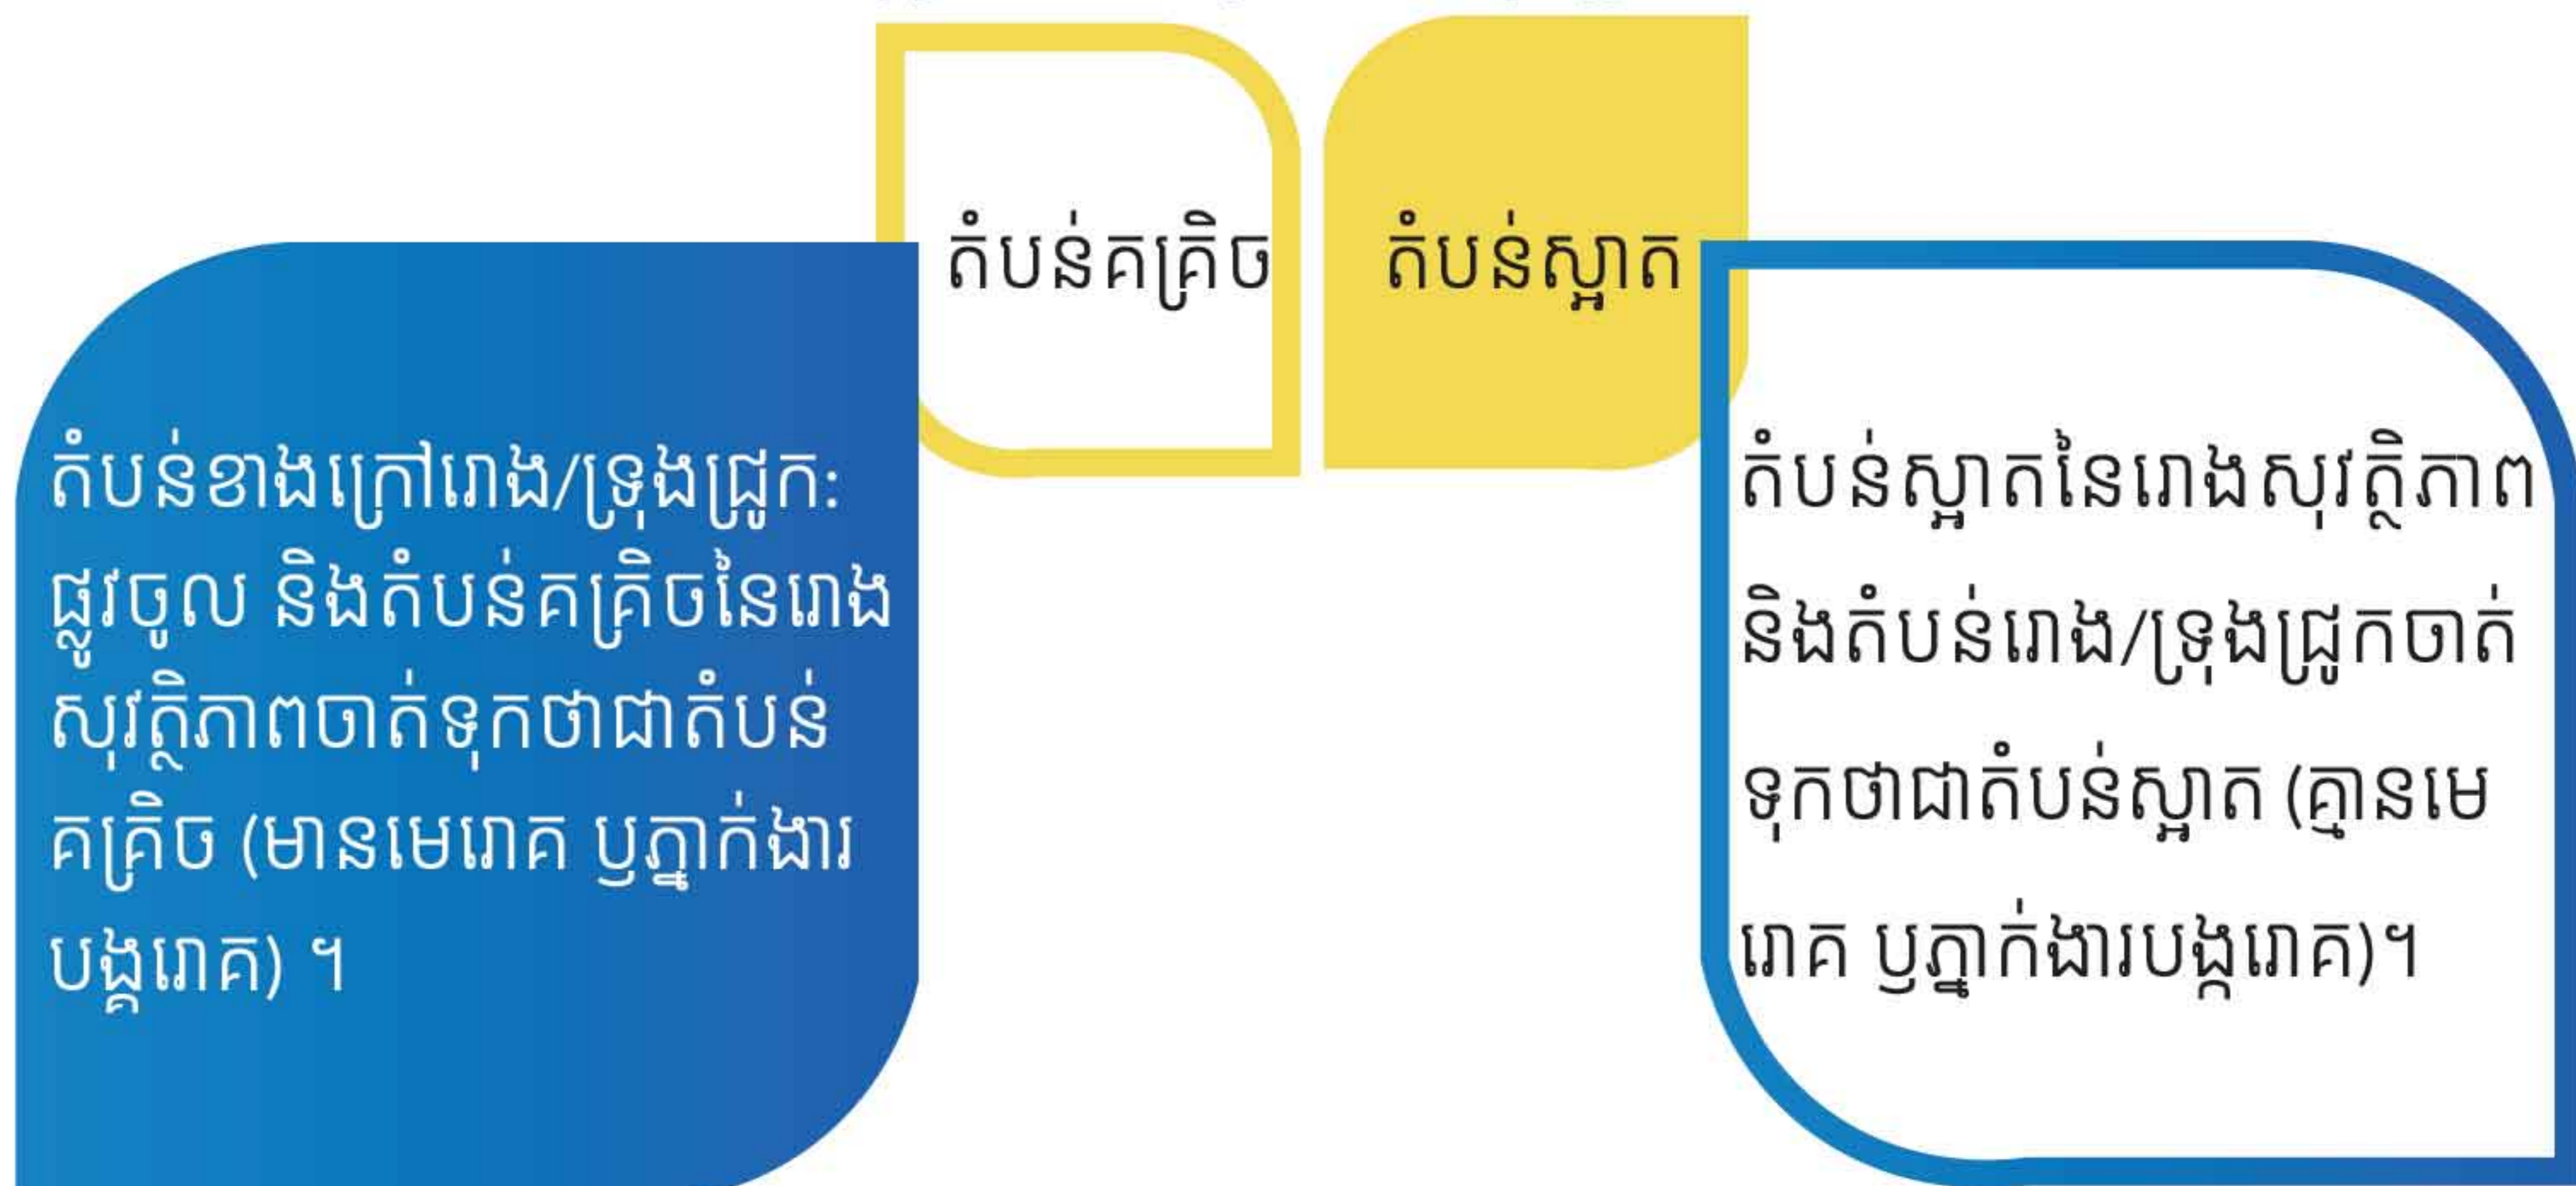 តំបន់គគ្រិច
តំបន់ស្អាត
តំបន់ខាងក្រៅរោង/ទ្រុងជ្រូក:
ផ្លូវចូល និងតំបន់គគ្រិចនៃរោង
សុវត្ថិភាពចាត់ទុកថាជាតំបន់
គគ្រិច (មានមេរោគ ឫភ្នាក់ងារ
បង្គរោគ) ។
តំបន់ស្អាតនៃរោងសុវត្ថិភាព
និងតំបន់រោង/ទ្រុងជ្រូកចាត់
ទុកថាជាតំបន់ស្អាត (គ្មានមេ
រោគ ឫភ្នាក់ងារបង្ករោគ)។